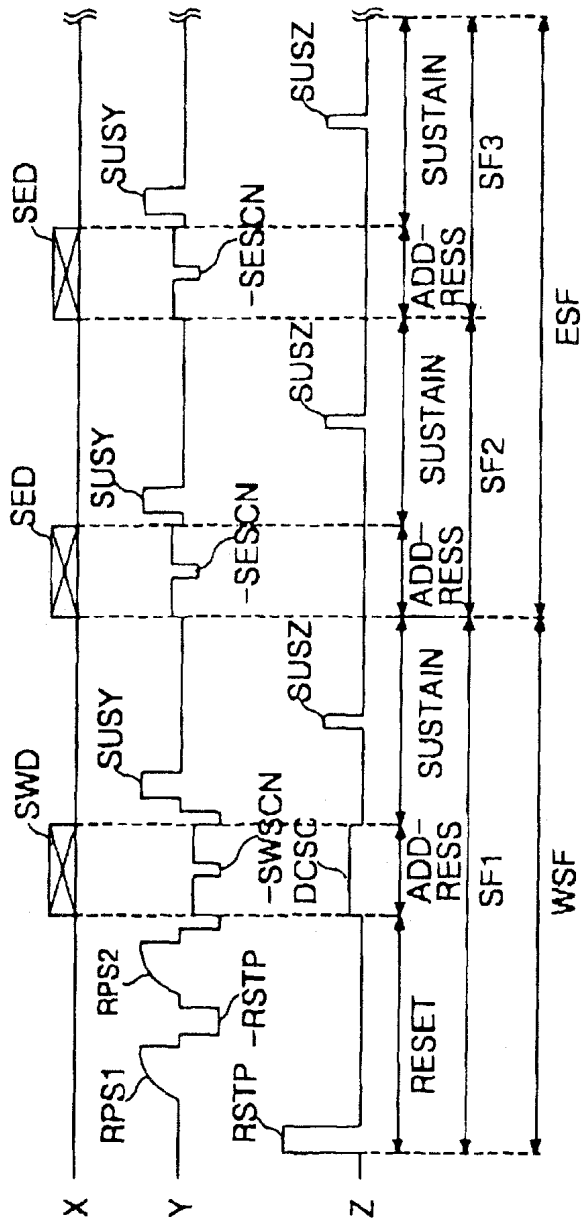 X
SWD
SED
SED
Y
RPS1
RPS2
-RSTP
SUSY
SUSY
SUSY
-SWSCN
-SESCN
-SESCN
Z
RSTP
DCSC
SUSZ
SUSZ
SUSZ
RESET
ADD-
RESS
SUSTAIN
ADD-
RESS
SUSTAIN
ADD-
RESS
SUSTAIN
SF1
SF2
SF3
WSF
ESF